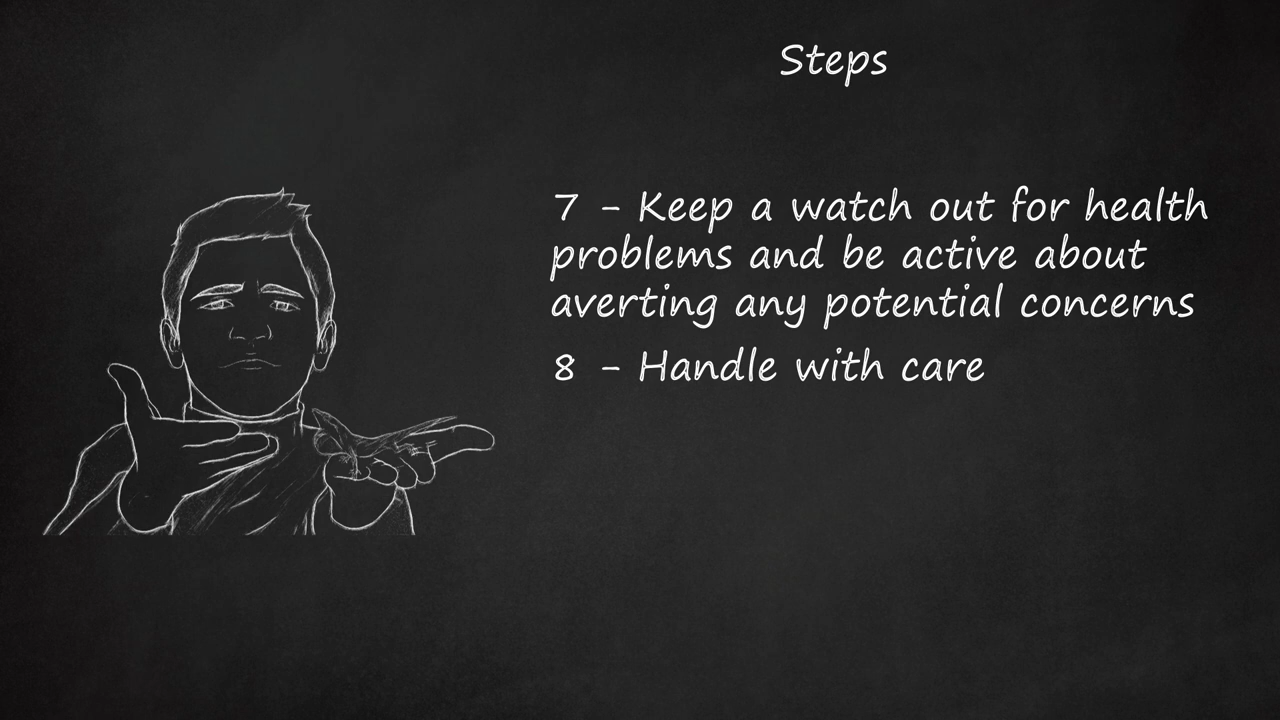 Steps
7 - Keep a watch out for health
problems and be active about
averting any potential concerns
8 - Handle with care